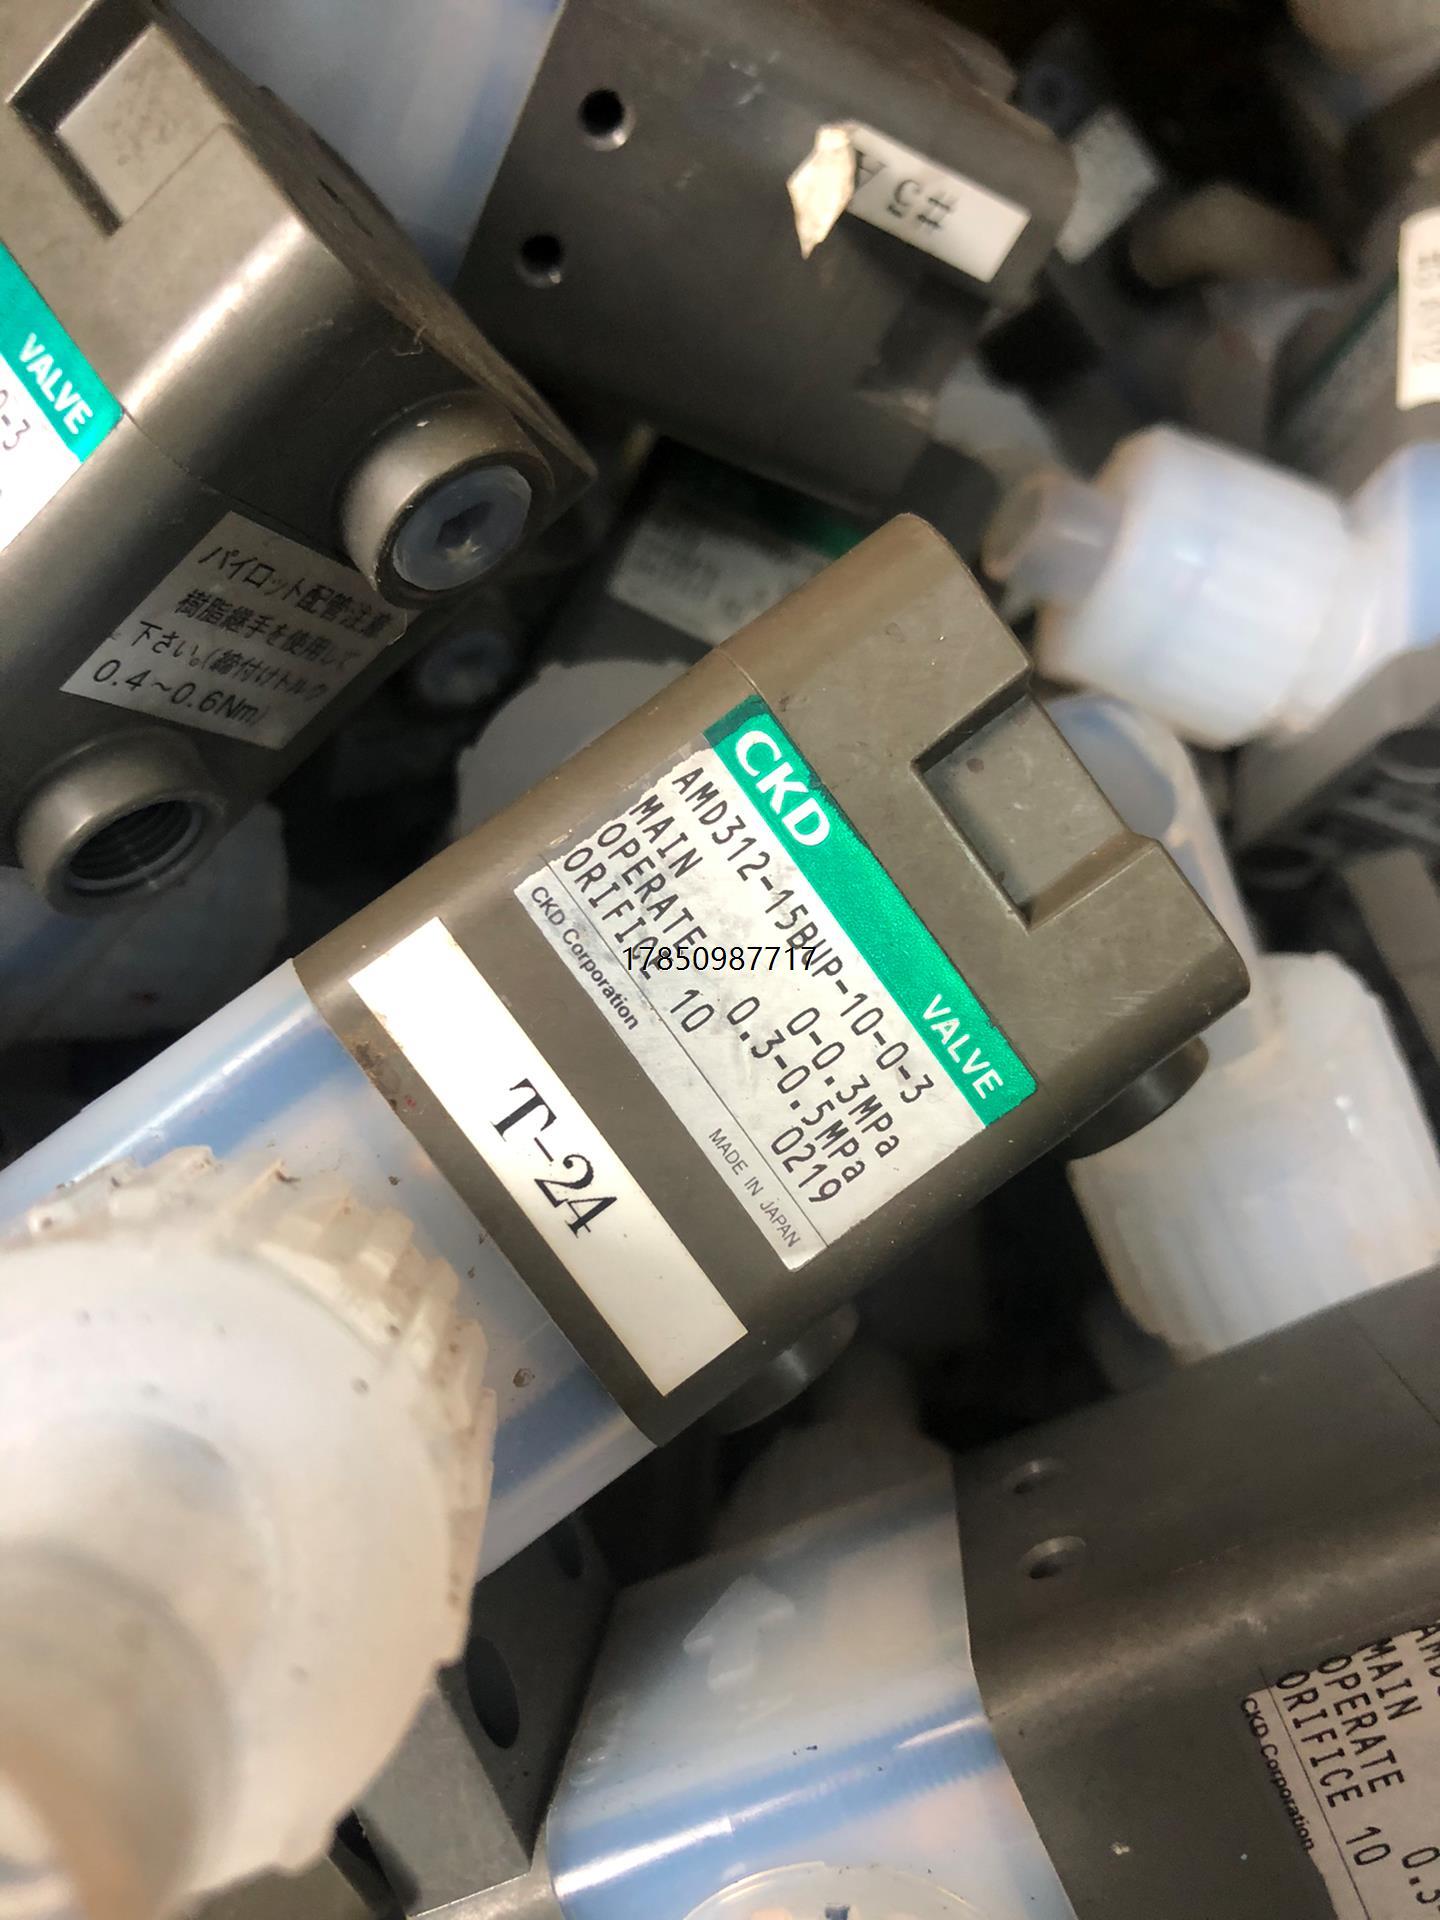 #5 A
VALVE
0-3
パイロット配管注意
樹脂継手を使用して
下さい。(締付けトルク
0.4~0.6Nm)
CKD VALVE
AMD312-15BUP-10-0-3
MAIN 0-0.3MPa
OPERATE 0.3-0.5MPa
ORIFICE 10 0219
CKD Corporation MADE IN JAPAN
17850987717
T-24
MAIN
OPERATE
ORIFICE 10
CKD Corporation